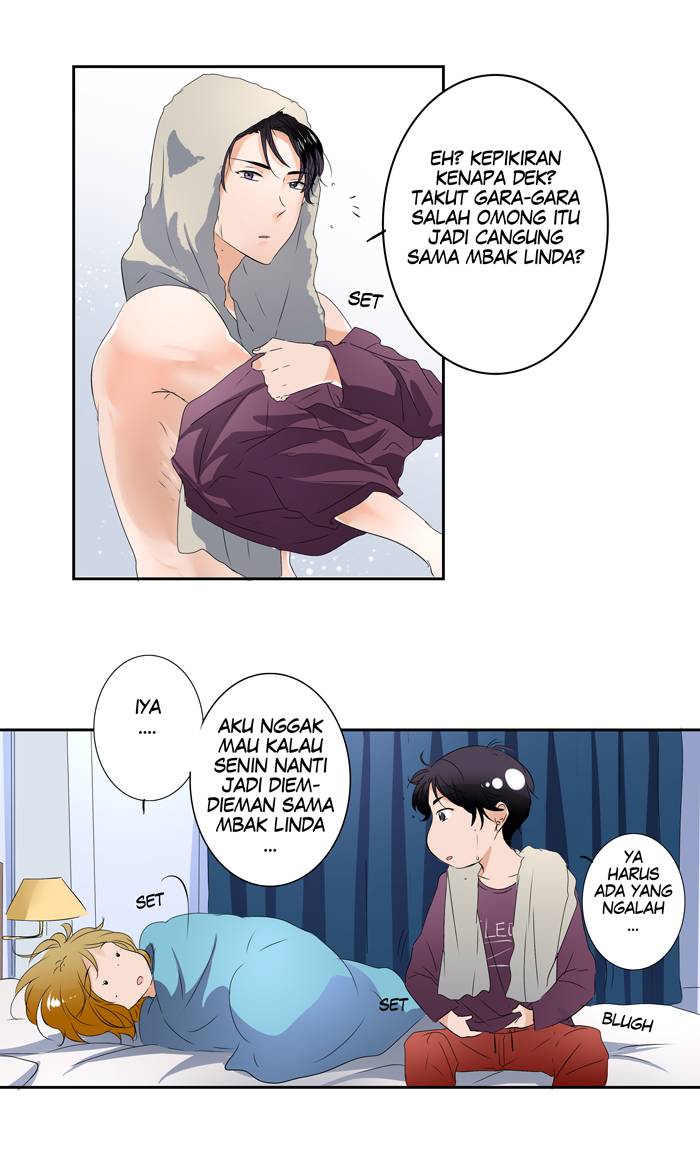 EH? KEPIKIRAN
KENAPA DEK?
TAKUT GARA-GARA
SALAH OMONG ITU
JADI CANGUNG
SAMA MBAK LINDA?
SET
IYA
....
AKU NGGAK
MAU KALAU
SENIN NANTI
JADI DIEM-
DIEMAN SAMA
MBAK LINDA
...
YA
HARUS
ADA YANG
NGALAH
...
SET
SET
BLUGH